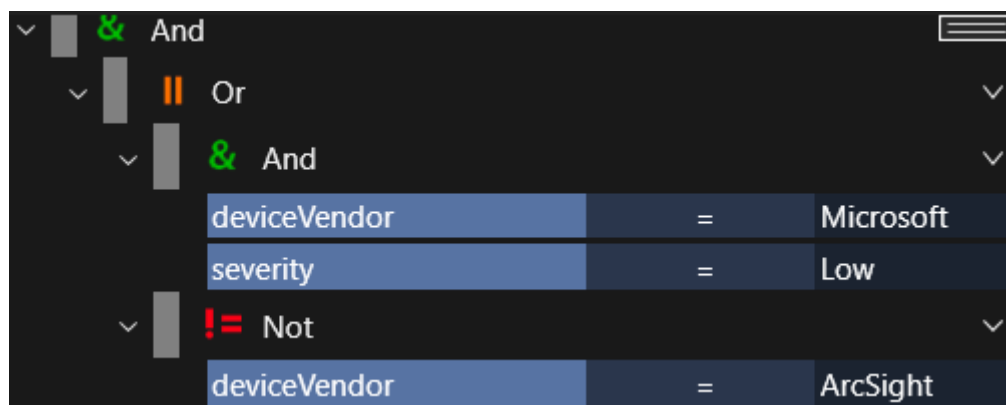 & And
|| Or
& And
deviceVendor = Microsoft
severity = Low
!= Not
deviceVendor = ArcSight